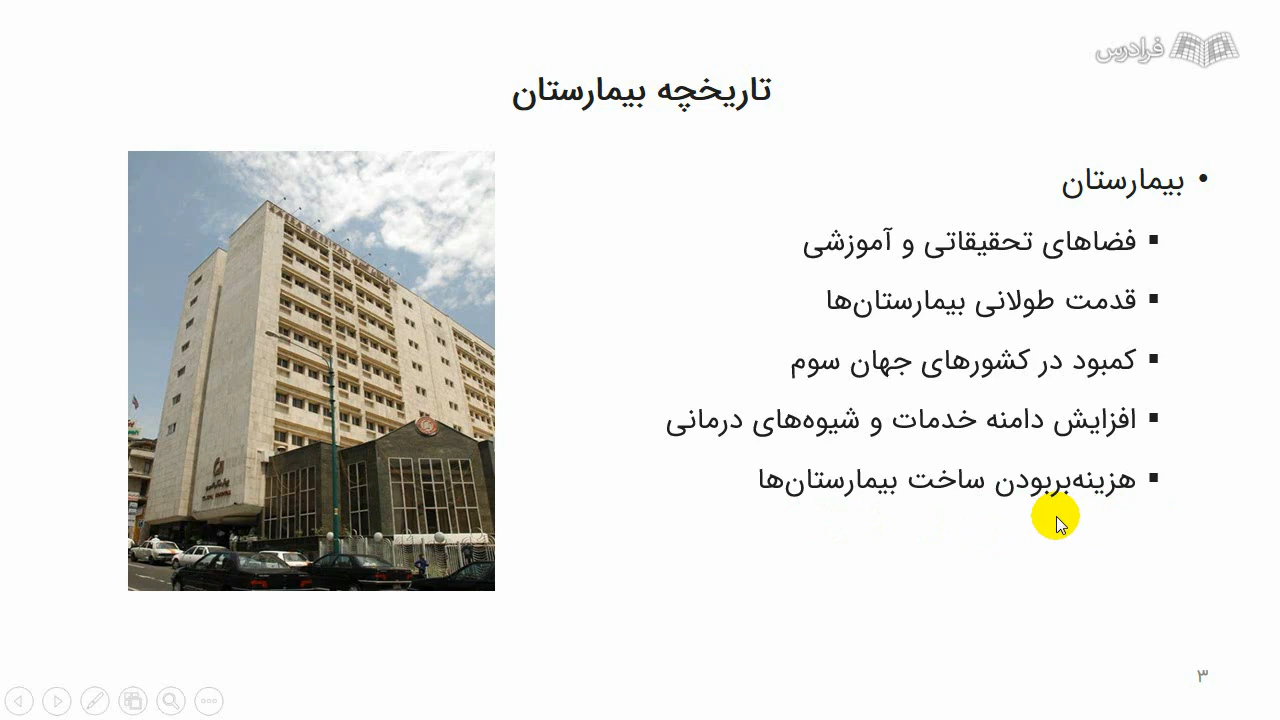 فرادرس
تاریخچه بیمارستان
• بیمارستان
▪ فضاهای تحقیقاتی و آموزشی
▪ قدمت طولانی بیمارستان‌ها
▪ کمبود در کشورهای جهان سوم
▪ افزایش دامنه خدمات و شیوه‌های درمانی
▪ هزینه‌بربودن ساخت بیمارستان‌ها
۳